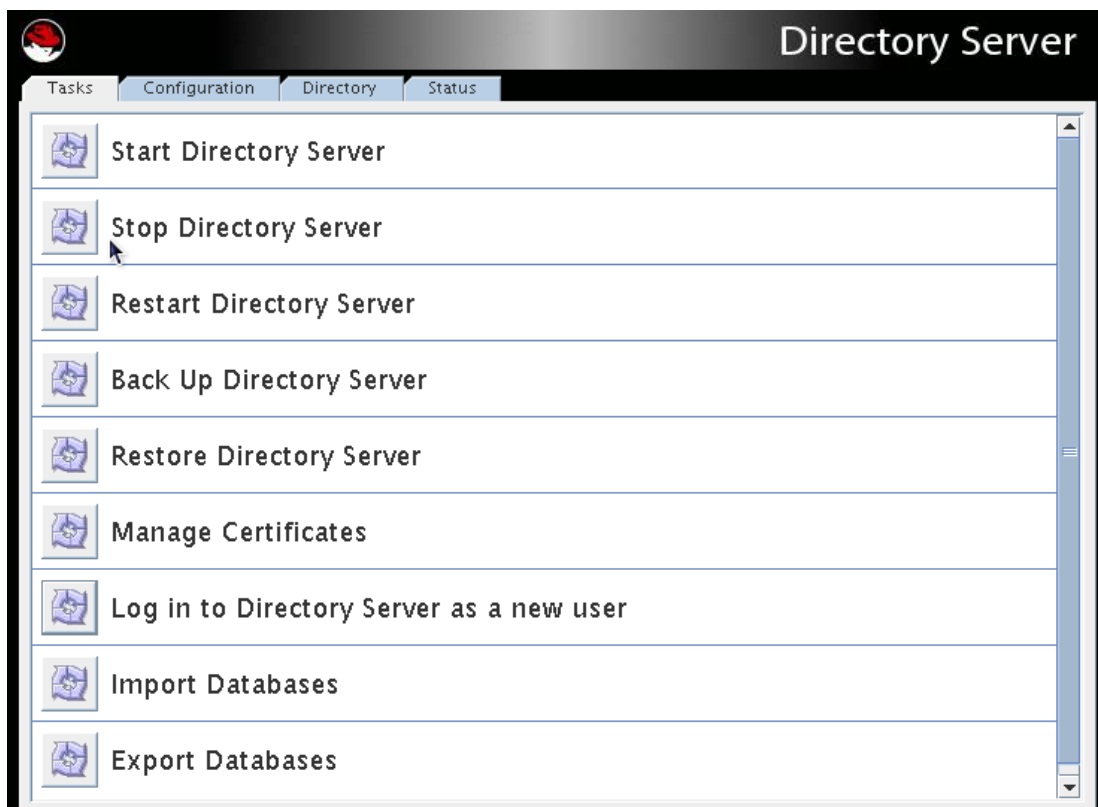 Directory Server
Tasks Configuration Directory Status
Start Directory Server
Stop Directory Server
Restart Directory Server
Back Up Directory Server
Restore Directory Server
Manage Certificates
Log in to Directory Server as a new user
Import Databases
Export Databases